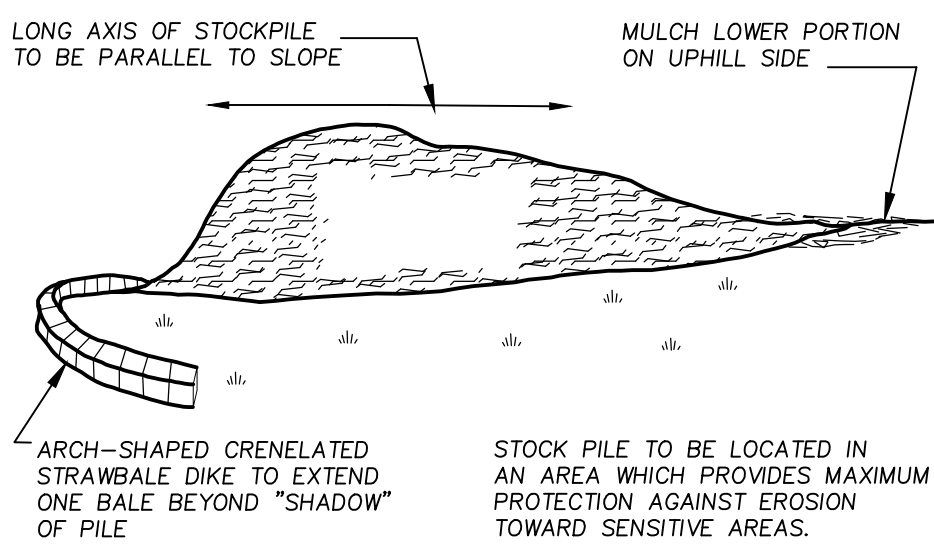 LONG AXIS OF STOCKPILE
TO BE PARALLEL TO SLOPE
MULCH LOWER PORTION
ON UPHILL SIDE
ARCH-SHAPED CRENELATED
STRAWBALE DIKE TO EXTEND
ONE BALE BEYOND "SHADOW"
OF PILE
STOCK PILE TO BE LOCATED IN
AN AREA WHICH PROVIDES MAXIMUM
PROTECTION AGAINST EROSION
TOWARD SENSITIVE AREAS.